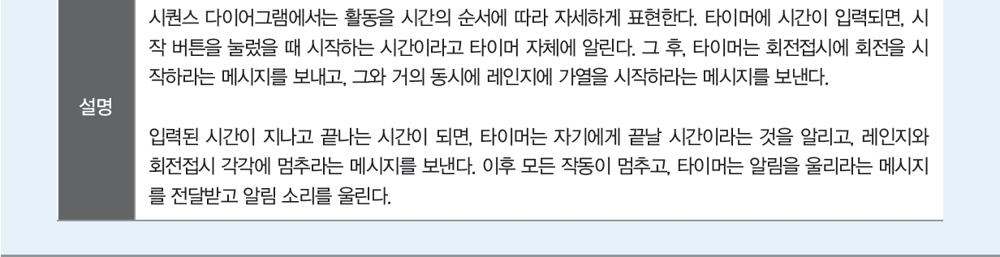 시퀀스 다이어그램에서는 활동을 시간의 순서에 따라 자세하게 표현한다. 타이머에 시간이 입력되면, 시
작 버튼을 눌렀을 때 시작하는 시간이라고 타이머 자체에 알린다. 그 후, 타이머는 회전접시에 회전을 시
작하라는 메시지를 보내고, 그와 거의 동시에 레인지에 가열을 시작하라는 메시지를 보낸다.
설명
입력된 시간이 지나고 끝나는 시간이 되면, 타이머는 자기에게 끝날 시간이라는 것을 알리고, 레인지와
회전접시 각각에 멈추라는 메시지를 보낸다. 이후 모든 작동이 멈추고, 타이머는 알림을 울리라는 메시지
를 전달받고 알림 소리를 울린다.